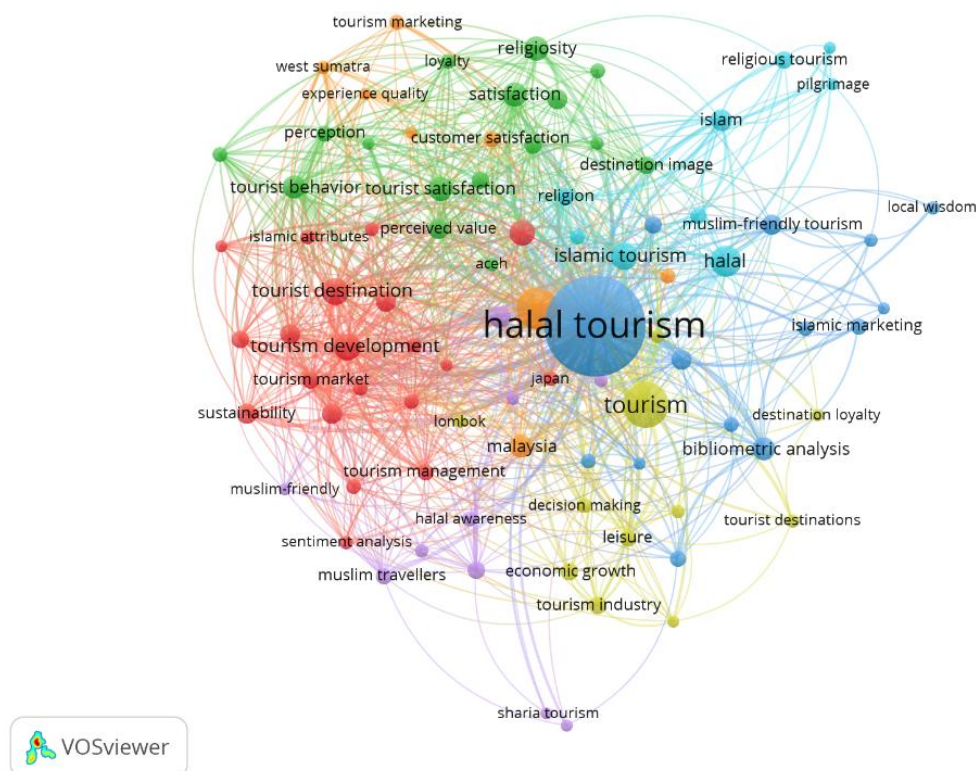 tourism marketing
religiosity
religious tourism
loyalty
west sumatra
pilgrimage
experience quality
satisfaction
islam
perception
customer satisfaction
destination image
tourist behavior
tourist satisfaction
religion
local wisdom
perceived value
muslim-friendly tourism
islamic attributes
islamic tourism
halal
aceh
tourist destination
halal tourism
islamic marketing
tourism development
tourism market
japan
tourism
sustainability
lombok
destination loyalty
malaysia
bibliometric analysis
tourism management
muslim-friendly
decision making
halal awareness
tourist destinations
sentiment analysis
leisure
muslim travellers
economic growth
tourism industry
sharia tourism
VOSviewer